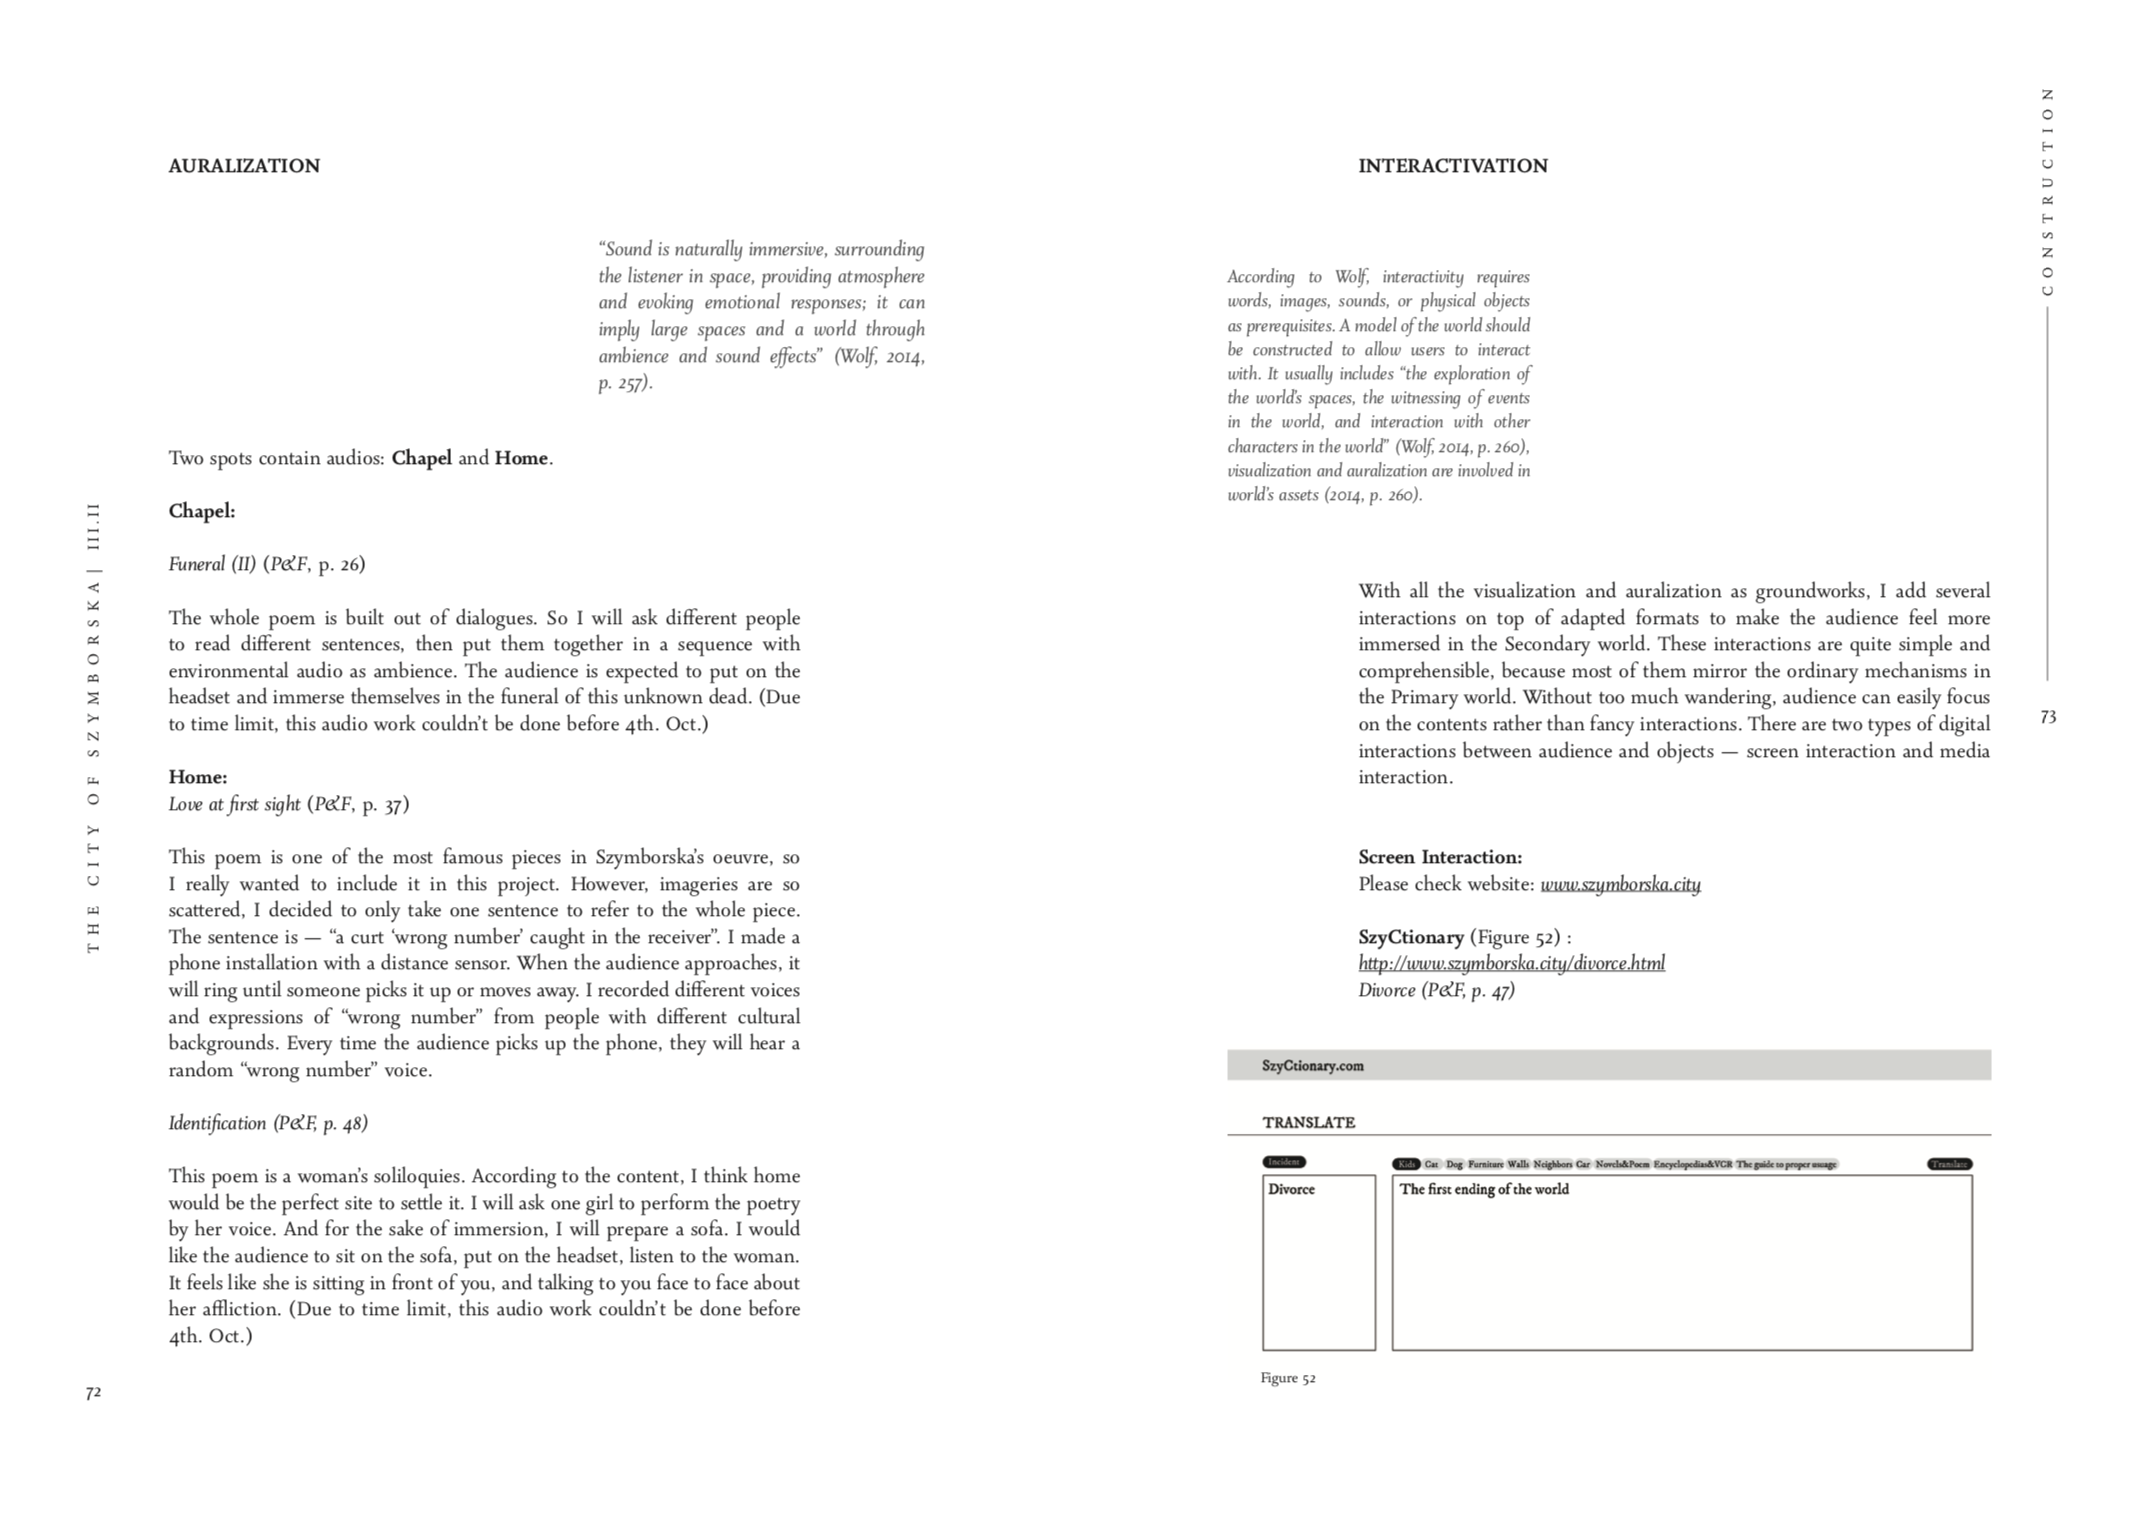 AURALIZATION
“Sound is naturally immersive, surrounding
the listener in space, providing atmosphere
and evoking emotional responses; it can
imply large spaces and a world through
ambience and sound effects” (Wolf, 2014,
p. 257).
Two spots contain audios: Chapel and Home.
Chapel:
Funeral (II) (P&F, p. 26)
The whole poem is built out of dialogues. So I will ask different people
to read different sentences, then put them together in a sequence with
environmental audio as ambience. The audience is expected to put on the
headset and immerse themselves in the funeral of this unknown dead. (Due
to time limit, this audio work couldn’t be done before 4th. Oct.)
Home:
Love at first sight (P&F, p. 37)
This poem is one of the most famous pieces in Szymborska’s oeuvre, so
I really wanted to include it in this project. However, imageries are so
scattered, I decided to only take one sentence to refer to the whole piece.
The sentence is — “a curt ‘wrong number’ caught in the receiver”. I made a
phone installation with a distance sensor. When the audience approaches, it
will ring until someone picks it up or moves away. I recorded different voices
and expressions of “wrong number” from people with different cultural
backgrounds. Every time the audience picks up the phone, they will hear a
random “wrong number” voice.
Identification (P&F, p. 48)
This poem is a woman’s soliloquies. According to the content, I think home
would be the perfect site to settle it. I will ask one girl to perform the poetry
by her voice. And for the sake of immersion, I will prepare a sofa. I would
like the audience to sit on the sofa, put on the headset, listen to the woman.
It feels like she is sitting in front of you, and talking to you face to face about
her affliction. (Due to time limit, this audio work couldn’t be done before
4th. Oct.)
THE CITY OF SZYMBORSKA | III.II
72
INTERACTIVATION
According to Wolf, interactivity requires
words, images, sounds, or physical objects
as prerequisites. A model of the world should
be constructed to allow users to interact
with. It usually includes “the exploration of
the world’s spaces, the witnessing of events
in the world, and interaction with other
characters in the world” (Wolf, 2014, p. 260),
visualization and auralization are involved in
world’s assets (2014, p. 260).
With all the visualization and auralization as groundworks, I add several
interactions on top of adapted formats to make the audience feel more
immersed in the Secondary world. These interactions are quite simple and
comprehensible, because most of them mirror the ordinary mechanisms in
the Primary world. Without too much wandering, audience can easily focus
on the contents rather than fancy interactions. There are two types of digital
interactions between audience and objects — screen interaction and media
interaction.
Screen Interaction:
Please check website: www.szymborska.city
SzyCtionary (Figure 52) :
http://www.szymborska.city/divorce.html
Divorce (P&F, p. 47)
SzyCtionary.com
TRANSLATE
Incident
Kids Cat Dog Furniture Walls Neighbors Car Novels&Poem Encyclopedias&VCR The guide to proper useage Translate
Divorce
The first ending of the world
Figure 52
CONSTRUCTION
73